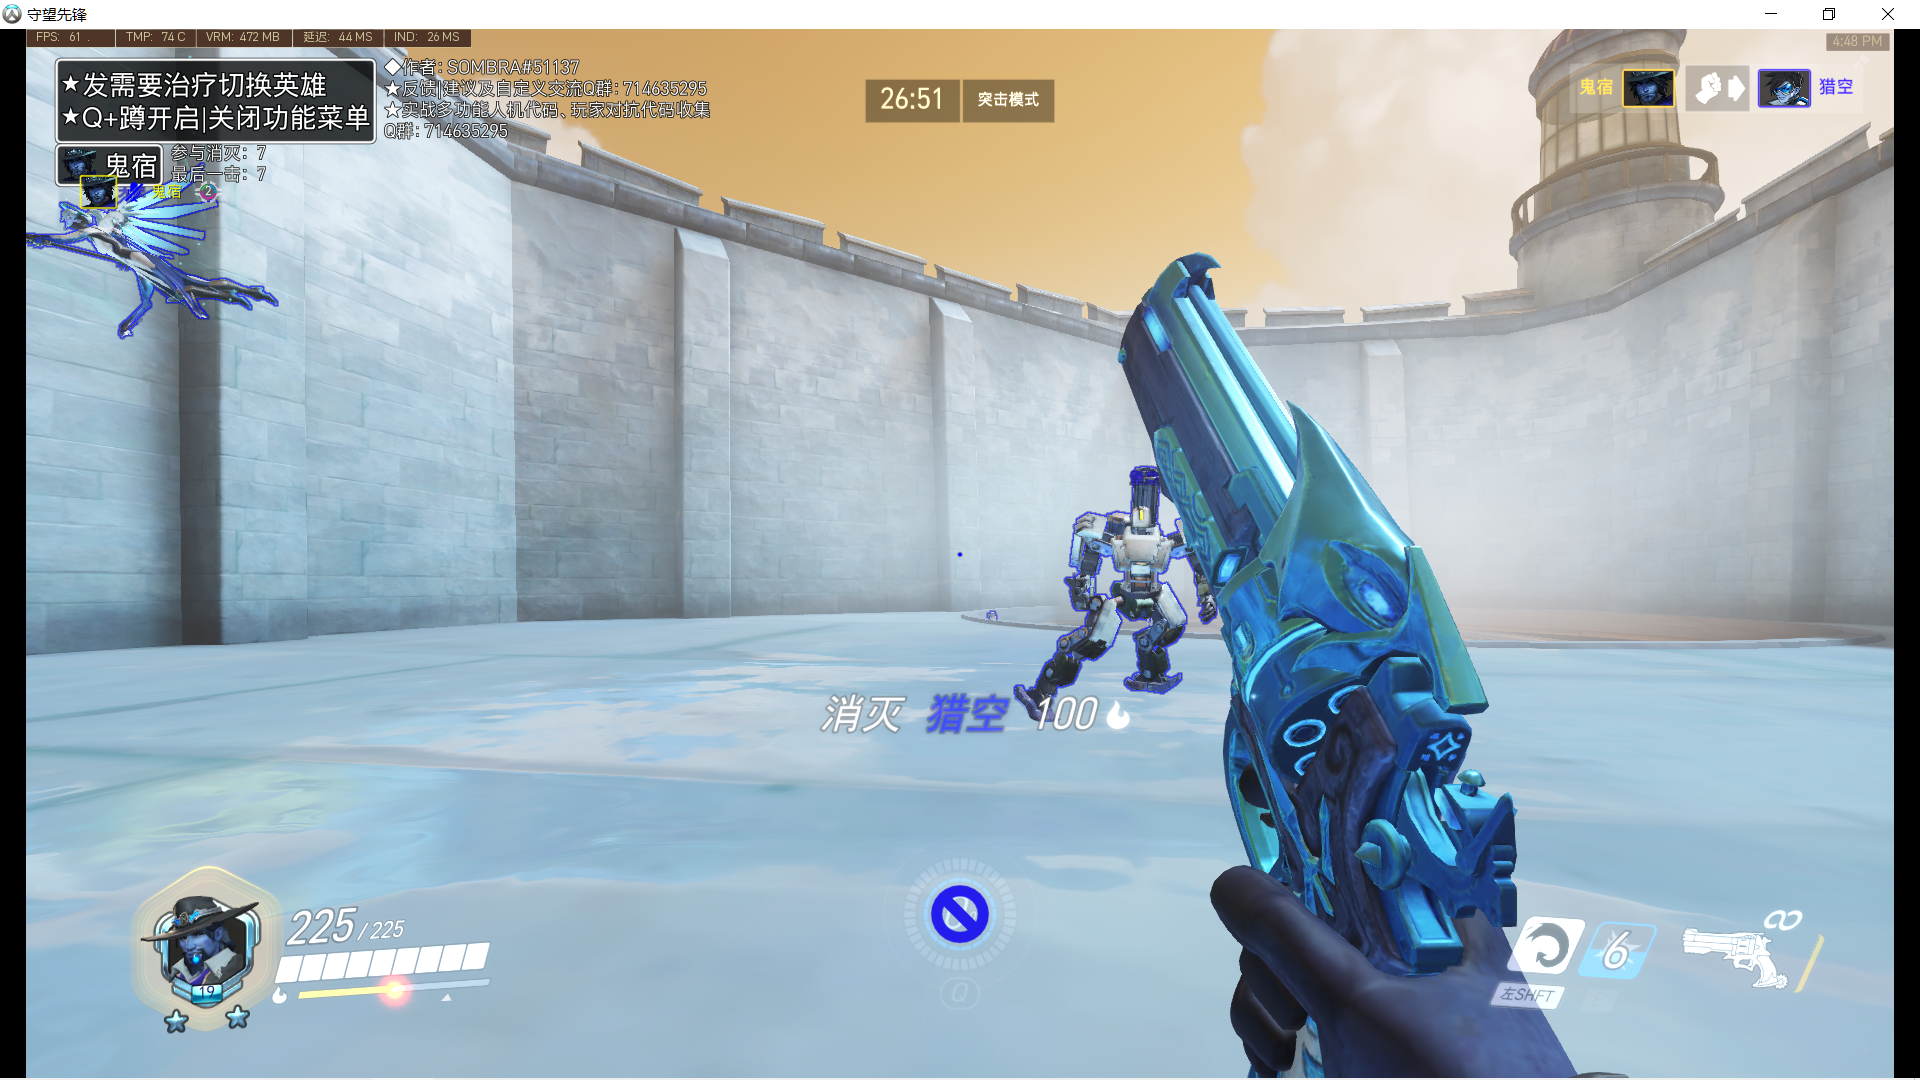 守望先锋
FPS: 61 . TMP: 74 C VRM: 472 MB 延迟: 44 MS IND: 26 MS
4:48 PM
★发需要治疗切换英雄
★Q+蹲开启|关闭功能菜单
◆作者: SOMBRA#51137
★反馈|建议及自定义交流Q群: 714635295
★实战多功能人机代码、玩家对抗代码收集
Q群: 714635295
26:51 突击模式
鬼宿 猎空
鬼宿
参与消灭: 7
最后一击: 7
鬼宿 2
消灭 猎空 100
225/225
19
Q
6
∞
左SHFT
E